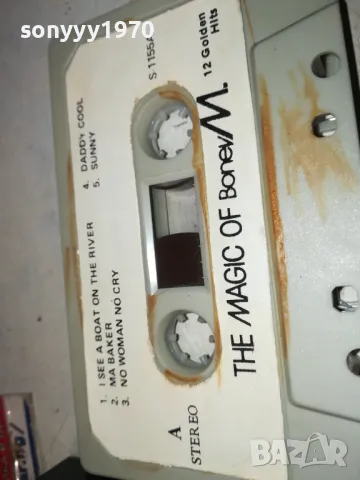 sonyyy1970
S 1155A
12 Golden Hits
1. I SEE A BOAT ON THE RIVER
2. MA BAKER
3. NO WOMAN NO CRY
4. DADDY COOL
5. SUNNY
THE MAGIC OF Boney M.
A
STEREO
BAZAR